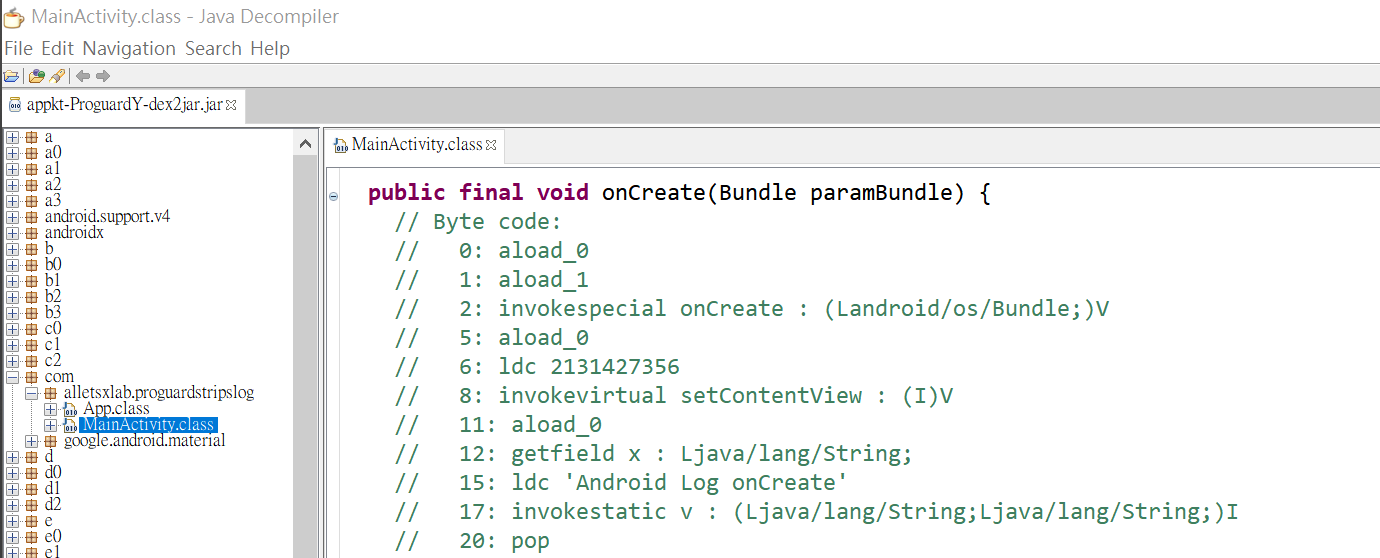 MainActivity.class - Java Decompiler
File Edit Navigation Search Help
appkt-ProguardY-dex2jar.jar
a
a0
a1
a2
a3
android.support.v4
androidx
b
b0
b1
b2
b3
c0
c1
c2
com
alletsxlab.proguardstripslog
App.class
MainActivity.class
google.android.material
d
d0
d1
d2
e
e0
e1
MainActivity.class
public final void onCreate(Bundle paramBundle) {
// Byte code:
// 0: aload_0
// 1: aload_1
// 2: invokespecial onCreate : (Landroid/os/Bundle;)V
// 5: aload_0
// 6: ldc 2131427356
// 8: invokevirtual setContentView : (I)V
// 11: aload_0
// 12: getfield x : Ljava/lang/String;
// 15: ldc 'Android Log onCreate'
// 17: invokestatic v : (Ljava/lang/String;Ljava/lang/String;)I
// 20: pop